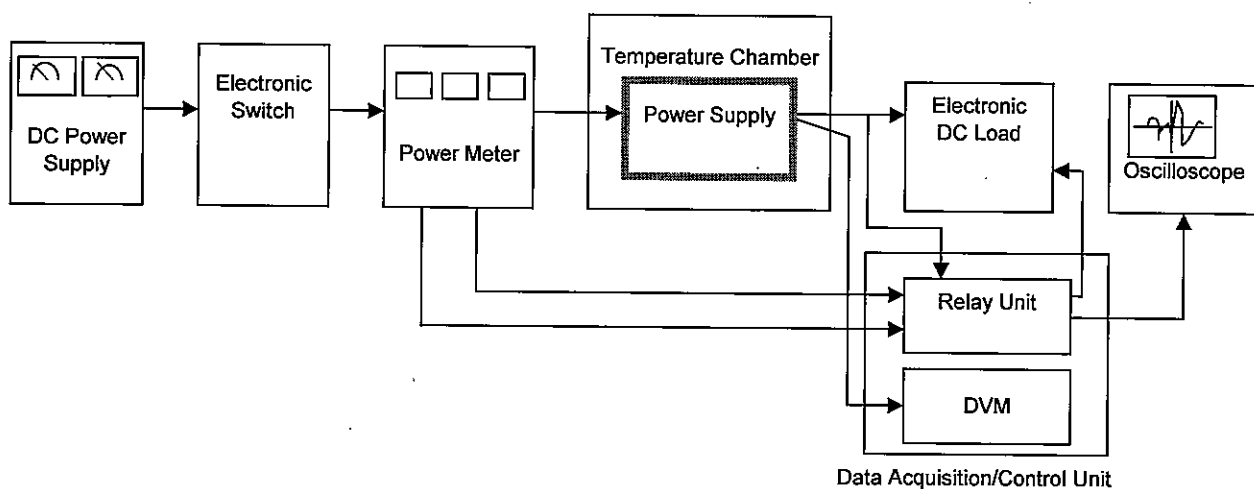 DC Power
Supply
Electronic
Switch
Power Meter
Temperature Chamber
Power Supply
Electronic
DC Load
Oscilloscope
Relay Unit
DVM
Data Acquisition/Control Unit